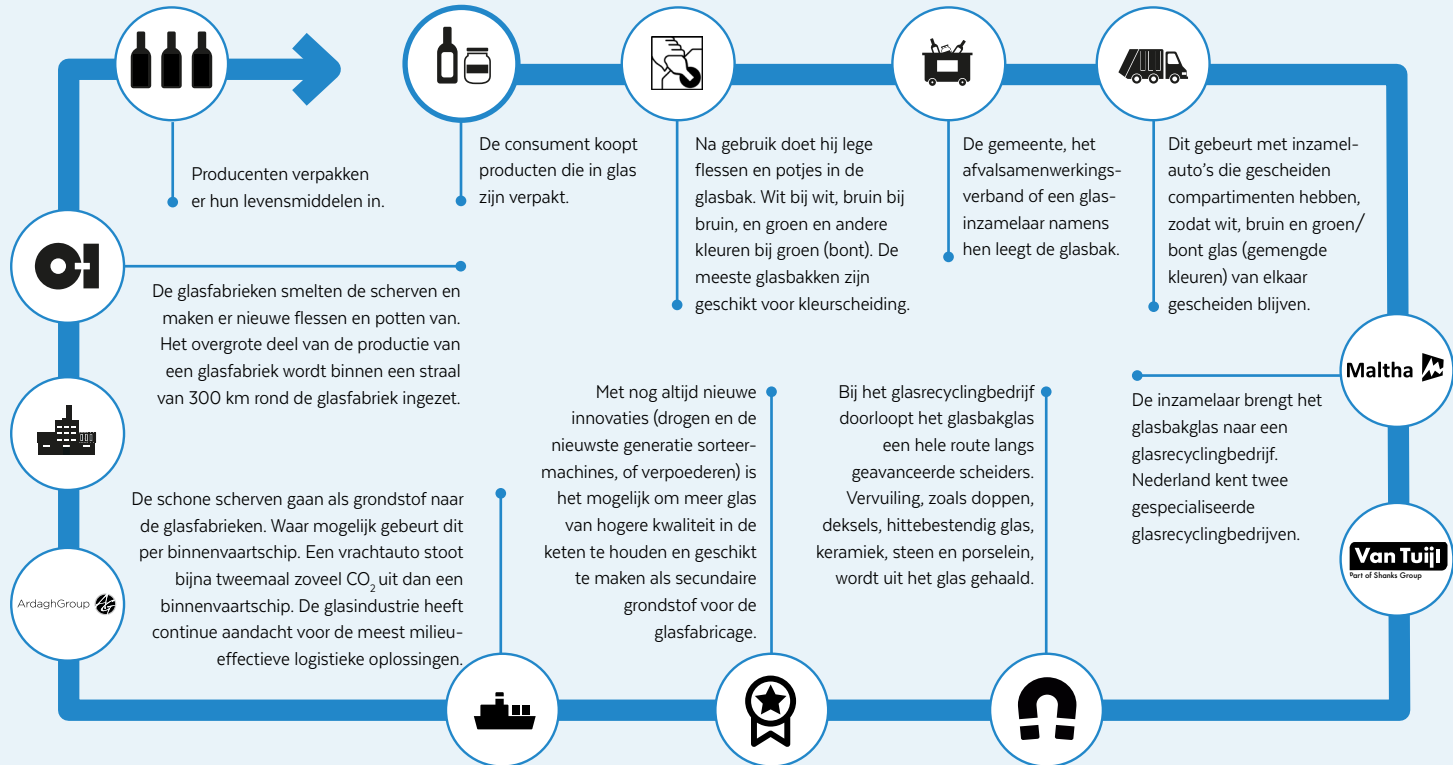 Producenten verpakken
er hun levensmiddelen in.
De consument koopt
producten die in glas
zijn verpakt.
Na gebruik doet hij lege
flessen en potjes in de
glasbak. Wit bij wit, bruin bij
bruin, en groen en andere
kleuren bij groen (bont). De
meeste glasbakken zijn
geschikt voor kleurscheiding.
De gemeente, het
afvalsamenwerkings-
verband of een glas-
inzamelaar namens
hen leegt de glasbak.
Dit gebeurt met inzamel-
auto's die gescheiden
compartimenten hebben,
zodat wit, bruin en groen/
bont glas (gemengde
kleuren) van elkaar
gescheiden blijven.
Maltha
De inzamelaar brengt het
glasbakglas naar een
glasrecyclingbedrijf.
Nederland kent twee
gespecialiseerde
glasrecyclingbedrijven.
Van Tuijl
Part of Shanks Group
Bij het glasrecyclingbedrijf
doorloopt het glasbakglas
een hele route langs
geavanceerde scheiders.
Vervuiling, zoals doppen,
deksels, hittebestendig glas,
keramiek, steen en porselein,
wordt uit het glas gehaald.
Met nog altijd nieuwe
innovaties (drogen en de
nieuwste generatie sorteer-
machines, of verpoederen) is
het mogelijk om meer glas
van hogere kwaliteit in de
keten te houden en geschikt
te maken als secundaire
grondstof voor de
glasfabricage.
De schone scherven gaan als grondstof naar
de glasfabrieken. Waar mogelijk gebeurt dit
per binnenvaartschip. Een vrachtauto stoot
bijna tweemaal zoveel CO2 uit dan een
binnenvaartschip. De glasindustrie heeft
continue aandacht voor de meest milieu-
effectieve logistieke oplossingen.
ArdaghGroup
O-I
De glasfabrieken smelten de scherven en
maken er nieuwe flessen en potten van.
Het overgrote deel van de productie van
een glasfabriek wordt binnen een straal
van 300 km rond de glasfabriek ingezet.